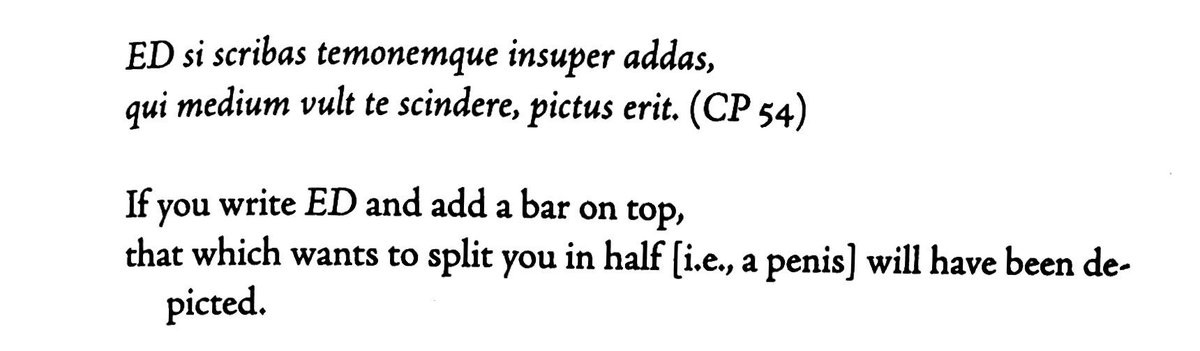 ED si scribas temonemque insuper addas,
qui medium vult te scindere, pictus erit. (CP 54)
If you write ED and add a bar on top,
that which wants to split you in half [i.e., a penis] will have been de-
picted.